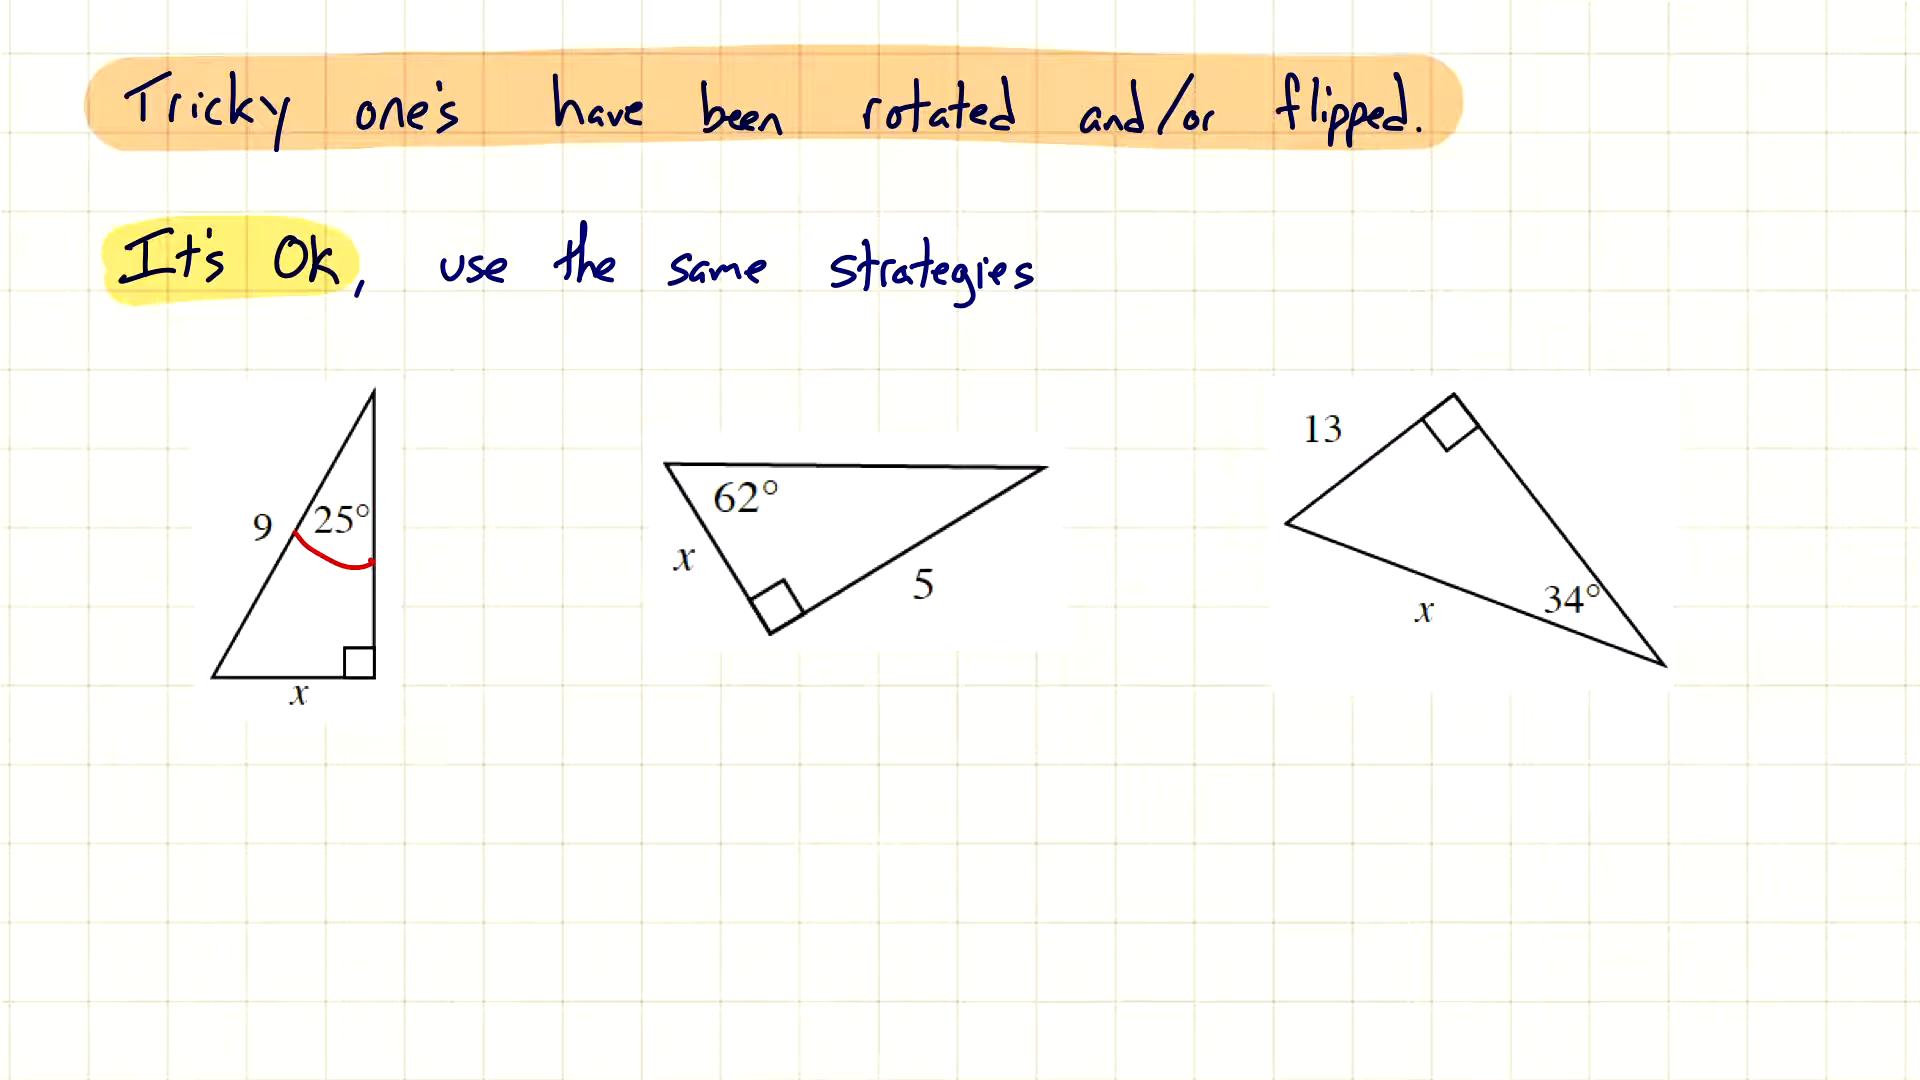 Tricky one's have been rotated and/or flipped.
It's Ok, use the same strategies
9 25°
x
62°
x
5
13
34°
x